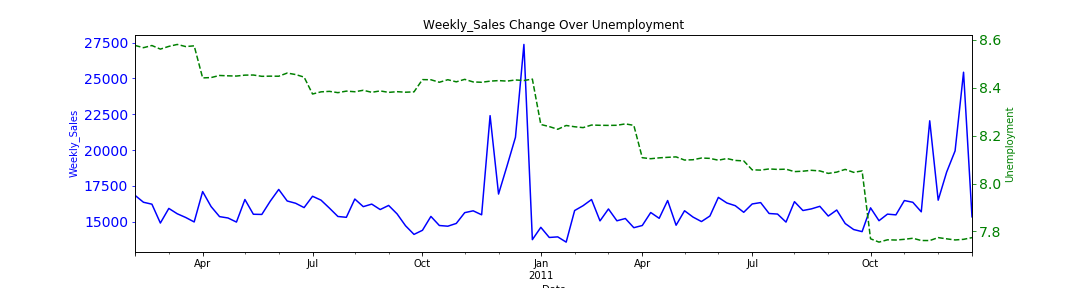 Weekly_Sales Change Over Unemployment
27500
25000
22500
20000
17500
15000
Weekly_Sales
8.6
8.4
8.2
8.0
7.8
Unemployment
Apr
Jul
Oct
Jan
2011
Apr
Jul
Oct
Date